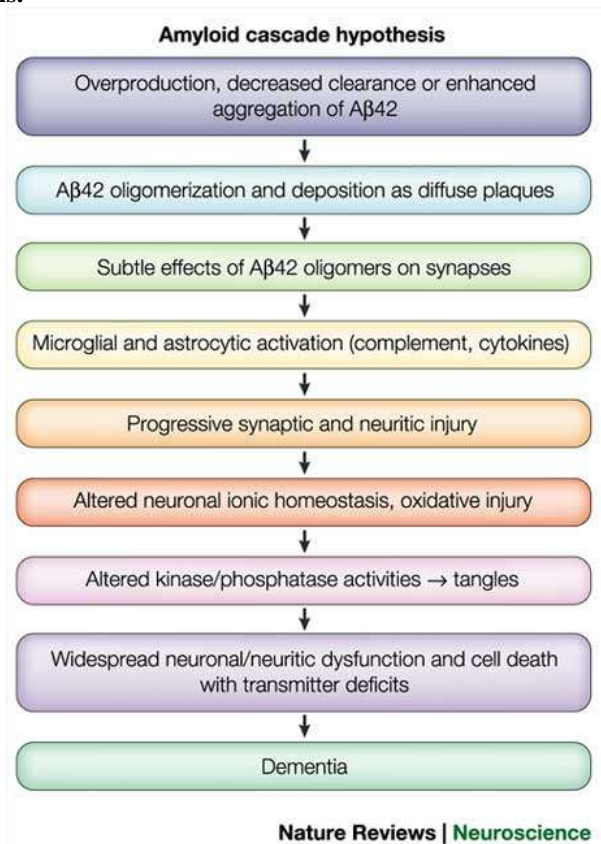 Amyloid cascade hypothesis
Overproduction, decreased clearance or enhanced
aggregation of Aβ42
Aβ42 oligomerization and deposition as diffuse plaques
Subtle effects of Aβ42 oligomers on synapses
Microglial and astrocytic activation (complement, cytokines)
Progressive synaptic and neuritic injury
Altered neuronal ionic homeostasis, oxidative injury
Altered kinase/phosphatase activities → tangles
Widespread neuronal/neuritic dysfunction and cell death
with transmitter deficits
Dementia
Nature Reviews | Neuroscience